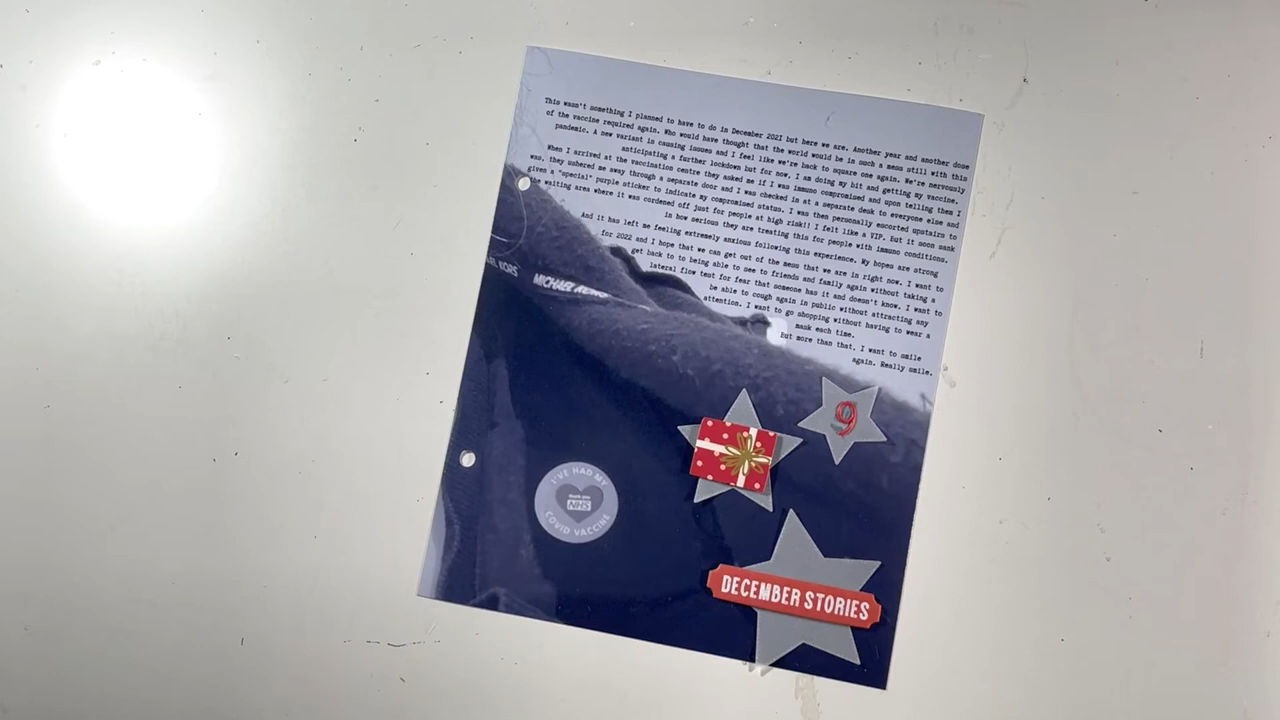 This wasn't something I planned to have to do in December 2021 but here we are. Another year and another dose
of the vaccine required again. Who would have thought that the world would be in such a mess still with this
pandemic. A new variant is causing issues and I feel like we're back to square one again. We're nervously
anticipating a further lockdown but for now, I am doing my bit and getting my vaccine.
When I arrived at the vaccination centre they asked me if I was immuno compromised and upon telling them I
was, they ushered me away through a separate door and I was checked in at a separate desk to everyone else and
given a "special" purple sticker to indicate my compromised status. I was then personally escorted upstairs to
the waiting area where it was cordened off just for people at high risk!! I felt like a VIP. But it soon sank
in how serious they are treating this for people with immuno conditions.
And it has left me feeling extremely anxious following this experience. My hopes are strong
for 2022 and I hope that we can get out of the mess that we are in right now. I want to
get back to to being able to see to friends and family again without taking a
lateral flow test for fear that someone has it and doesn't know. I want to
be able to cough again in public without attracting any
attention. I want to go shopping without having to wear a
mask each time.
But more than that, I want to smile
again. Really smile.
KORS
MICHAEL KORS
9
I'VE HAD MY
thank you
NHS
COVID VACCINE
DECEMBER STORIES